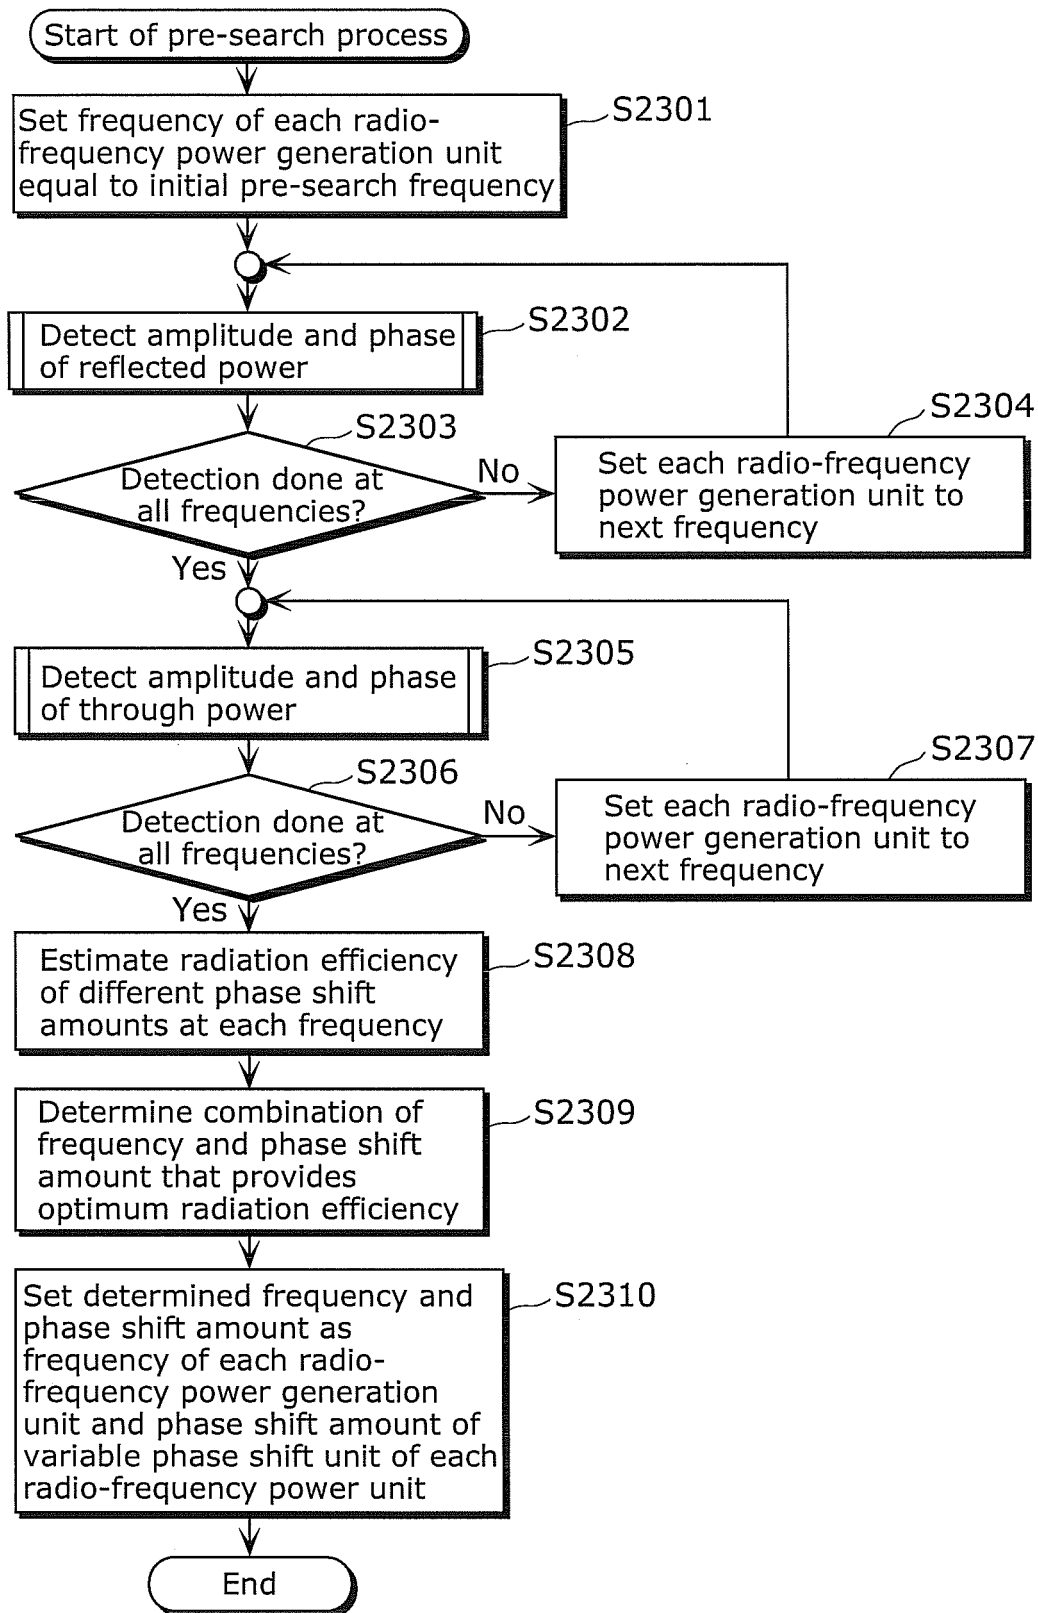 Start of pre-search process
S2301
Set frequency of each radio-
frequency power generation unit
equal to initial pre-search frequency
S2302
Detect amplitude and phase
of reflected power
S2303
Detection done at
all frequencies?
No
S2304
Set each radio-frequency
power generation unit to
next frequency
Yes
S2305
Detect amplitude and phase
of through power
S2306
Detection done at
all frequencies?
No
S2307
Set each radio-frequency
power generation unit to
next frequency
Yes
S2308
Estimate radiation efficiency
of different phase shift
amounts at each frequency
S2309
Determine combination of
frequency and phase shift
amount that provides
optimum radiation efficiency
S2310
Set determined frequency and
phase shift amount as
frequency of each radio-
frequency power generation
unit and phase shift amount of
variable phase shift unit of each
radio-frequency power unit
End